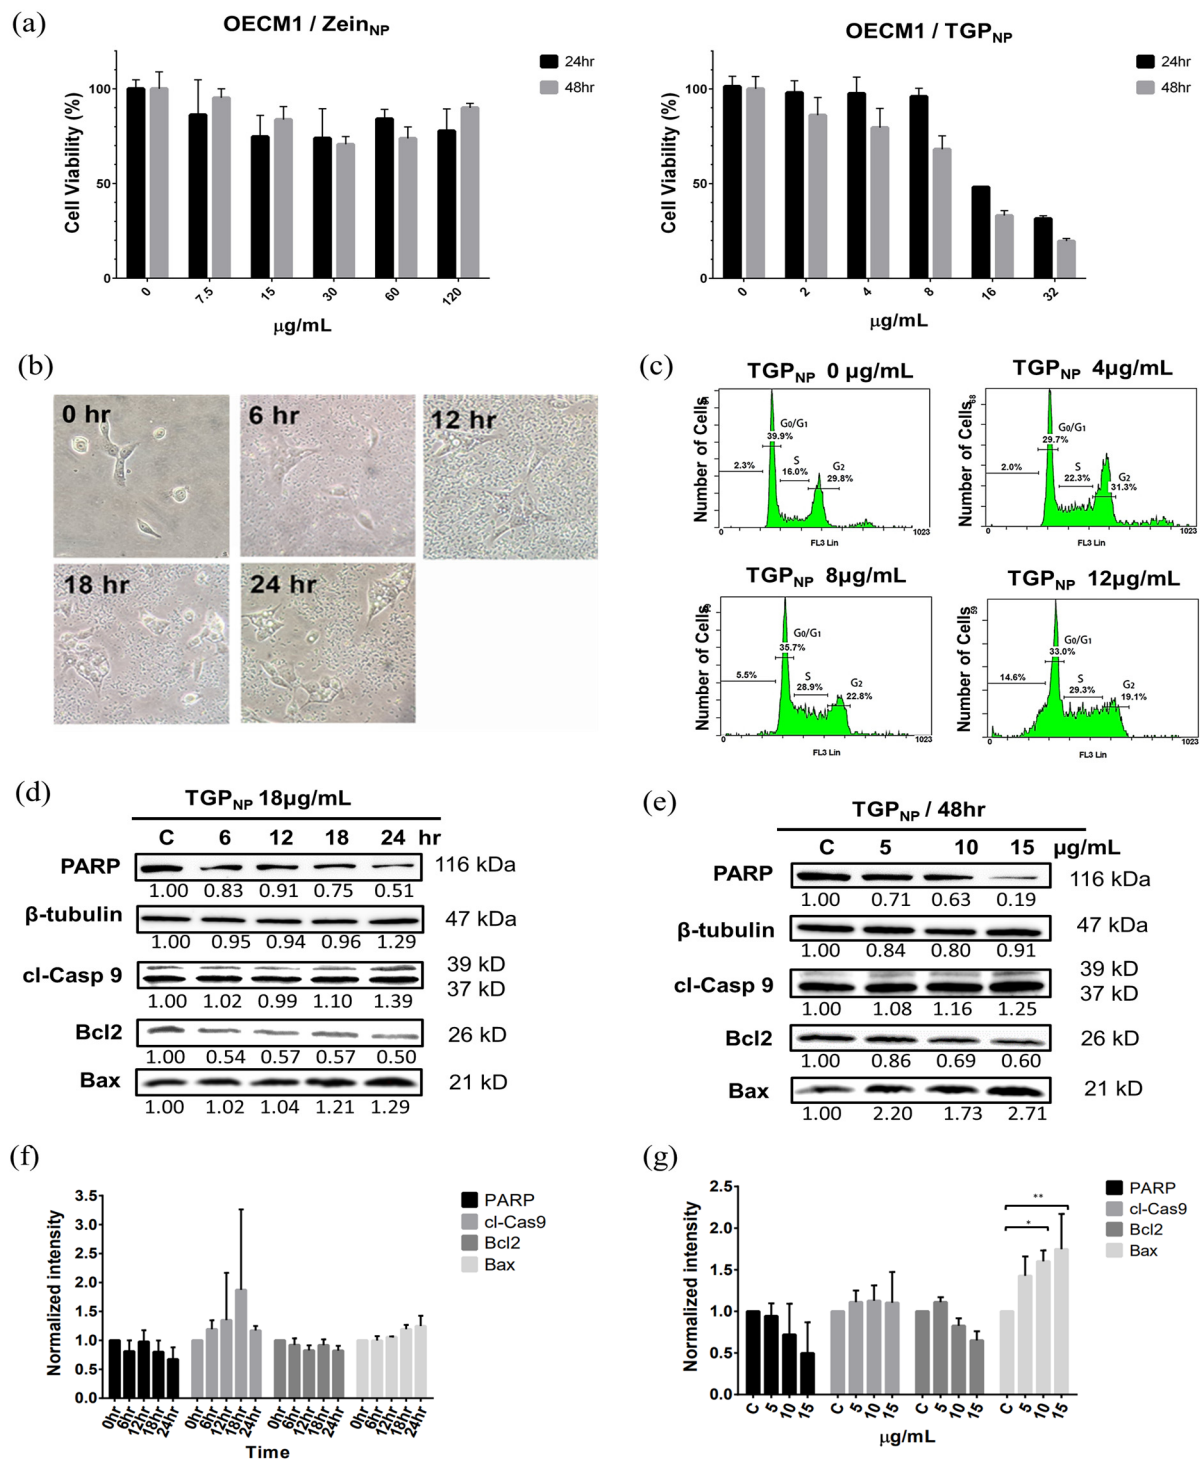 (a)
OECM1 / ZeinNP
24hr
48hr
Cell Viability (%)
100
50
0
0 7.5 15 30 60 120
µg/mL
OECM1 / TGPNP
24hr
48hr
Cell Viability (%)
100
50
0
0 2 4 8 16 32
µg/mL
(b)
0 hr
6 hr
12 hr
18 hr
24 hr
(c)
TGPNP 0 µg/mL
Number of Cells
G0/G1
39.9%
2.3%
S
16.0%
G2
29.8%
0 1023
FL3 Lin
TGPNP 4µg/mL
Number of Cells
68
G0/G1
29.7%
2.0%
S
22.3%
G2
31.3%
0 1023
FL3 Lin
TGPNP 8µg/mL
Number of Cells
G0/G1
35.7%
5.5%
S
28.9%
G2
22.8%
0 1023
FL3 Lin
TGPNP 12µg/mL
Number of Cells
59
G0/G1
33.0%
14.6%
S
29.3%
G2
19.1%
0 1023
FL3 Lin
(d)
TGPNP 18µg/mL
C 6 12 18 24 hr
PARP 116 kDa
1.00 0.83 0.91 0.75 0.51
β-tubulin 47 kDa
1.00 0.95 0.94 0.96 1.29
cl-Casp 9 39 kD
37 kD
1.00 1.02 0.99 1.10 1.39
Bcl2 26 kD
1.00 0.54 0.57 0.57 0.50
Bax 21 kD
1.00 1.02 1.04 1.21 1.29
(e)
TGPNP / 48hr
C 5 10 15 µg/mL
PARP 116 kDa
1.00 0.71 0.63 0.19
β-tubulin 47 kDa
1.00 0.84 0.80 0.91
cl-Casp 9 39 kD
37 kD
1.00 1.08 1.16 1.25
Bcl2 26 kD
1.00 0.86 0.69 0.60
Bax 21 kD
1.00 2.20 1.73 2.71
(f)
Normalized intensity
3.5
3.0
2.5
2.0
1.5
1.0
0.5
0.0
PARP
cl-Cas9
Bcl2
Bax
0hr 6hr 12hr 18hr 24hr 0hr 6hr 12hr 18hr 24hr 0hr 6hr 12hr 18hr 24hr 0hr 6hr 12hr 18hr 24hr
Time
(g)
Normalized intensity
2.5
2.0
1.5
1.0
0.5
0.0
**
*
PARP
cl-Cas9
Bcl2
Bax
C 5 10 15 C 5 10 15 C 5 10 15 C 5 10 15
µg/mL